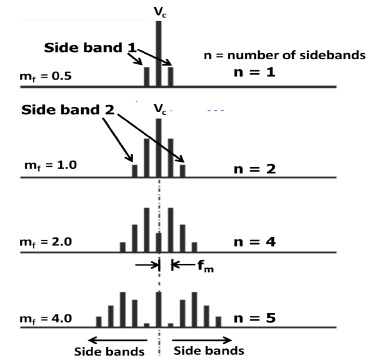 Vc
Side band 1
n = number of sidebands
mf = 0.5
n = 1
Side band 2
Vc
mf = 1.0
n = 2
mf = 2.0
n = 4
fm
mf = 4.0
n = 5
Side bands
Side bands